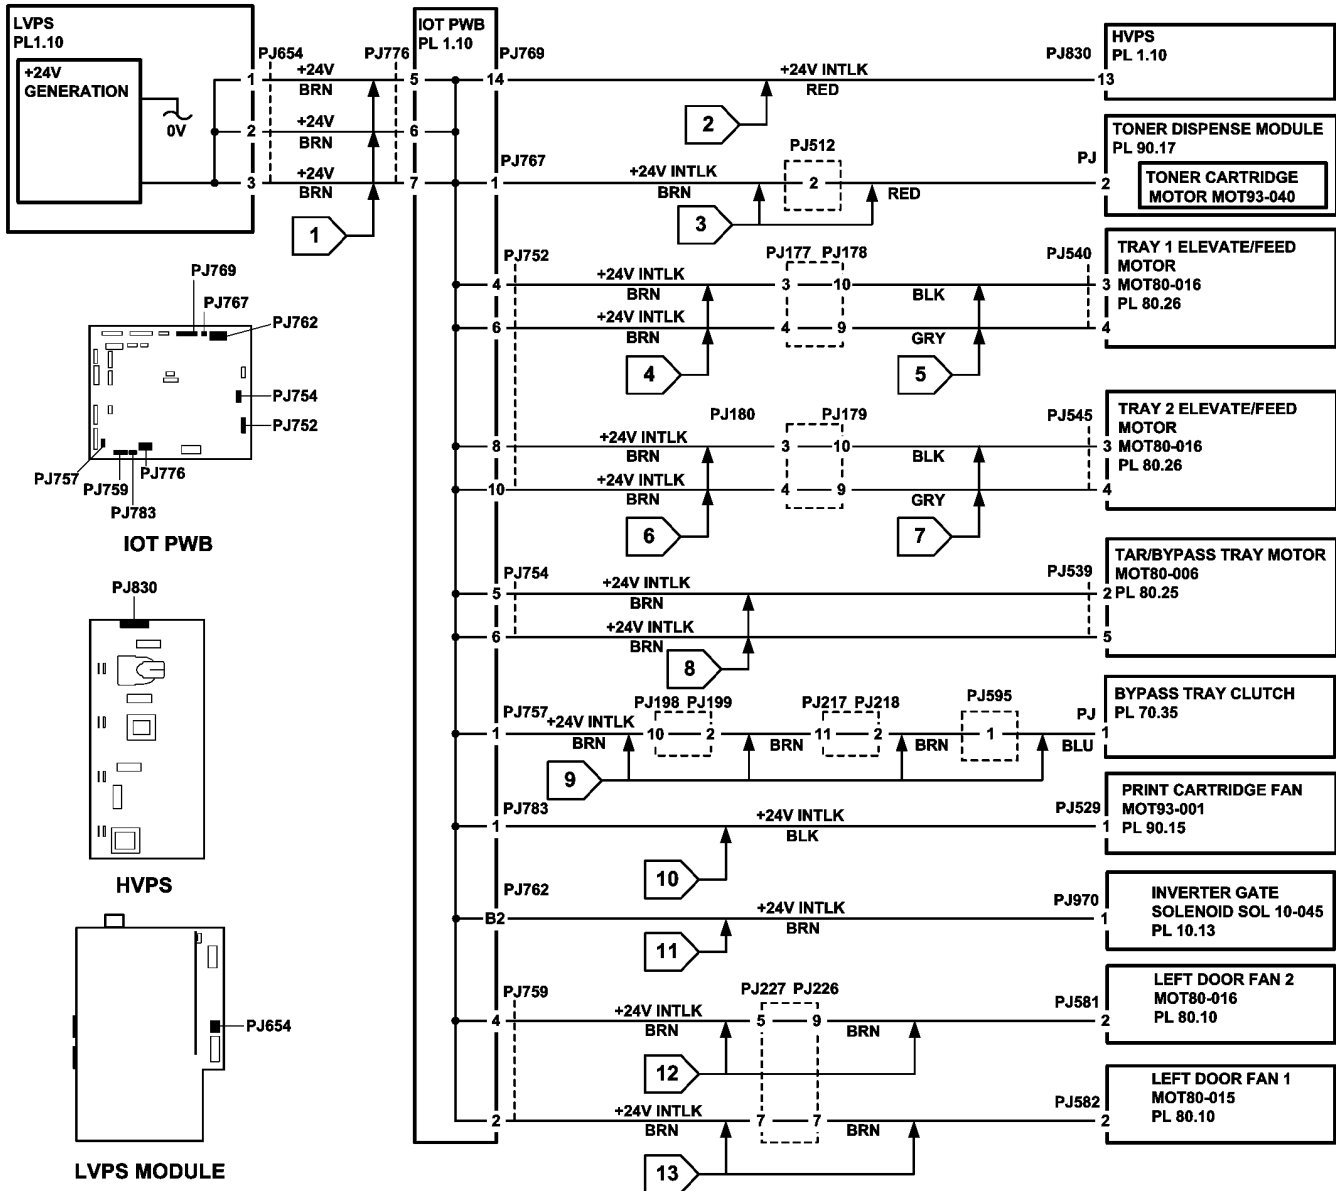 LVPS
PL1.10
+24V
GENERATION
0V
1
2
3
PJ654
+24V
BRN
+24V
BRN
+24V
BRN
1
PJ776
5
6
7
IOT PWB
PL 1.10
PJ769
14
+24V INTLK
RED
2
PJ830
13
HVPS
PL 1.10
PJ767
1
+24V INTLK
BRN
3
PJ512
2
RED
PJ
2
TONER DISPENSE MODULE
PL 90.17
TONER CARTRIDGE
MOTOR MOT93-040
PJ752
4
+24V INTLK
BRN
6
+24V INTLK
BRN
4
PJ177 PJ178
3 10
4 9
BLK
GRY
5
PJ540
3
4
TRAY 1 ELEVATE/FEED
MOTOR
MOT80-016
PL 80.26
8
+24V INTLK
BRN
10
+24V INTLK
BRN
6
PJ180 PJ179
3 10
4 9
BLK
GRY
7
PJ545
3
4
TRAY 2 ELEVATE/FEED
MOTOR
MOT80-016
PL 80.26
PJ754
5
+24V INTLK
BRN
6
+24V INTLK
BRN
8
PJ539
2
5
TAR/BYPASS TRAY MOTOR
MOT80-006
PL 80.25
PJ757
1
+24V INTLK
BRN
9
PJ198 PJ199
10 2
BRN
PJ217 PJ218
11 2
BRN
PJ595
1
BLU
PJ
1
BYPASS TRAY CLUTCH
PL 70.35
PJ783
1
+24V INTLK
BLK
10
PJ529
1
PRINT CARTRIDGE FAN
MOT93-001
PL 90.15
PJ762
B2
+24V INTLK
BRN
11
PJ970
1
INVERTER GATE
SOLENOID SOL 10-045
PL 10.13
PJ759
4
+24V INTLK
BRN
12
PJ227 PJ226
5 9
BRN
PJ581
2
LEFT DOOR FAN 2
MOT80-016
PL 80.10
2
+24V INTLK
BRN
13
7 7
BRN
PJ582
2
LEFT DOOR FAN 1
MOT80-015
PL 80.10
PJ769
PJ767
PJ762
PJ754
PJ752
PJ757
PJ759
PJ776
PJ783
IOT PWB
PJ830
HVPS
PJ654
LVPS MODULE